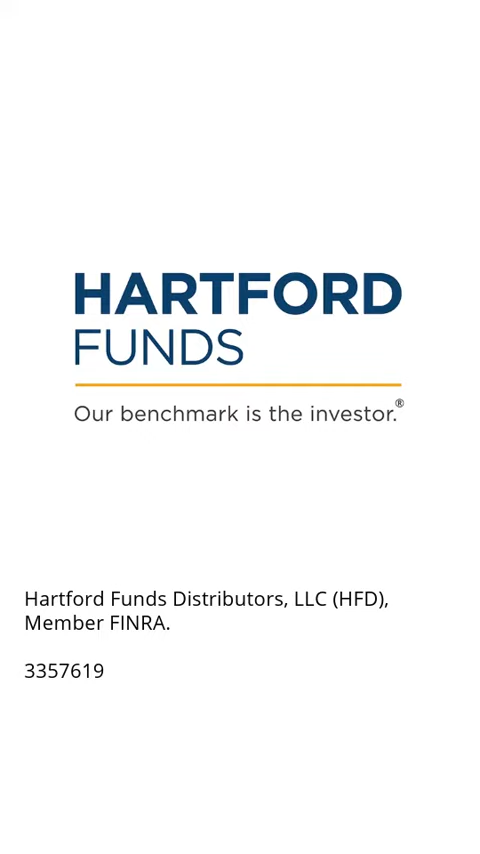 HARTFORD
FUNDS
Our benchmark is the investor.®
Hartford Funds Distributors, LLC (HFD),
Member FINRA.
3357619